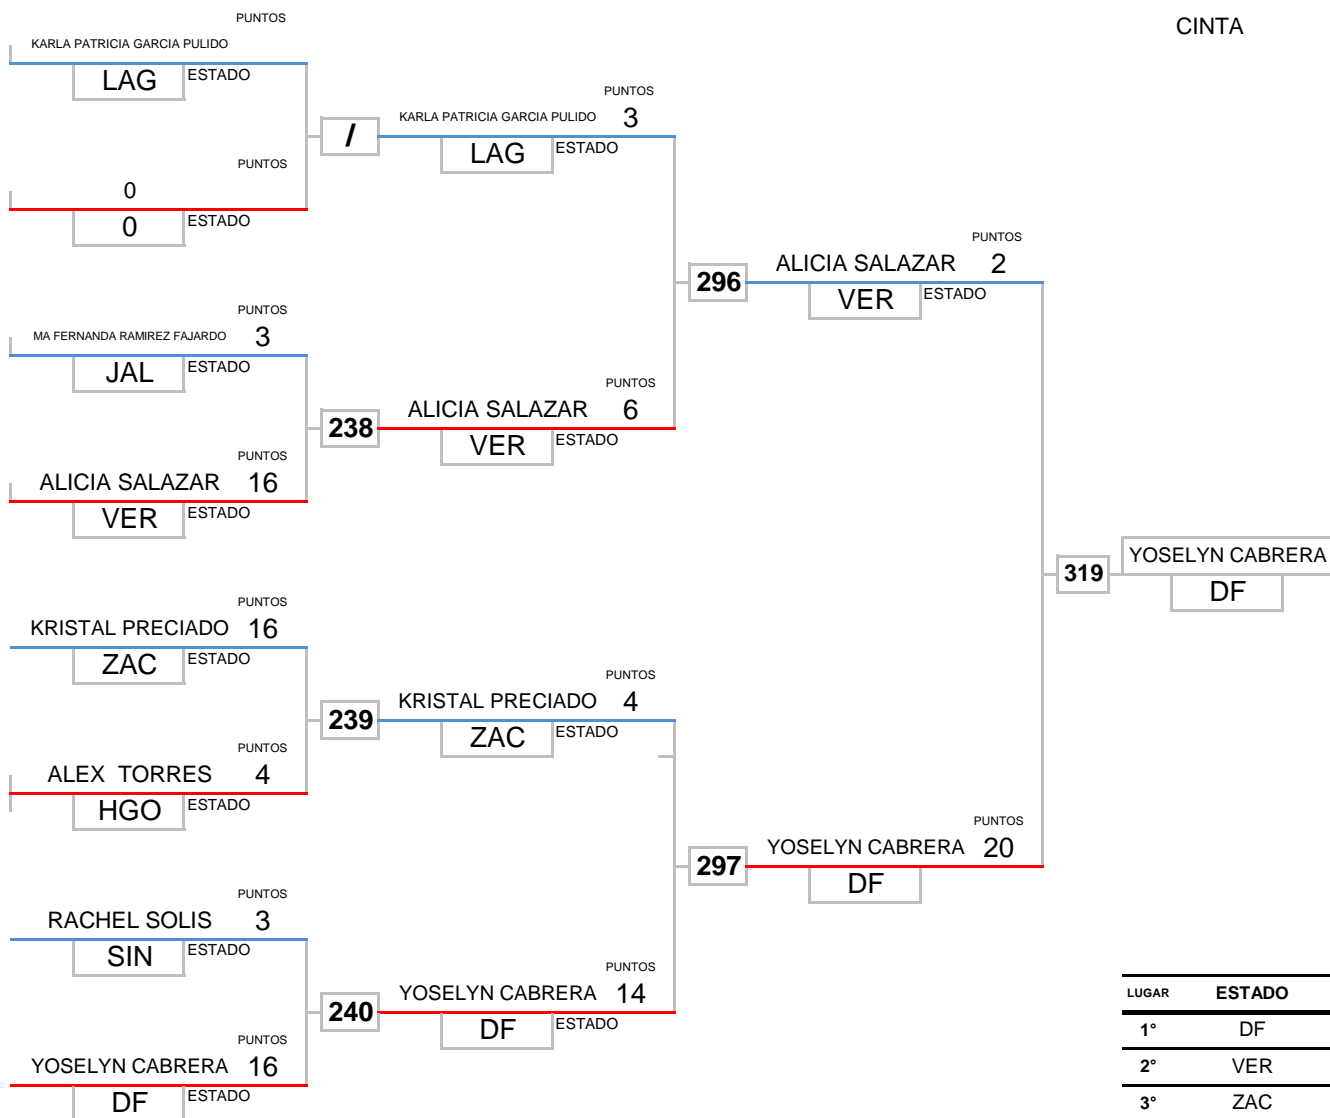 PUNTOS
CINTA
KARLA PATRICIA GARCIA PULIDO
LAG ESTADO
PUNTOS
/ KARLA PATRICIA GARCIA PULIDO 3
LAG ESTADO
PUNTOS
0
0 ESTADO
PUNTOS
296 ALICIA SALAZAR 2
VER ESTADO
PUNTOS
MA FERNANDA RAMIREZ FAJARDO 3
JAL ESTADO
PUNTOS
238 ALICIA SALAZAR 6
VER ESTADO
PUNTOS
ALICIA SALAZAR 16
VER ESTADO
319 YOSELYN CABRERA
DF
PUNTOS
KRISTAL PRECIADO 16
ZAC ESTADO
PUNTOS
239 KRISTAL PRECIADO 4
ZAC ESTADO
PUNTOS
ALEX  TORRES 4
HGO ESTADO
PUNTOS
297 YOSELYN CABRERA 20
DF
PUNTOS
RACHEL SOLIS 3
SIN ESTADO
PUNTOS
240 YOSELYN CABRERA 14
DF ESTADO
PUNTOS
YOSELYN CABRERA 16
DF ESTADO
LUGAR ESTADO
1° DF
2° VER
3° ZAC